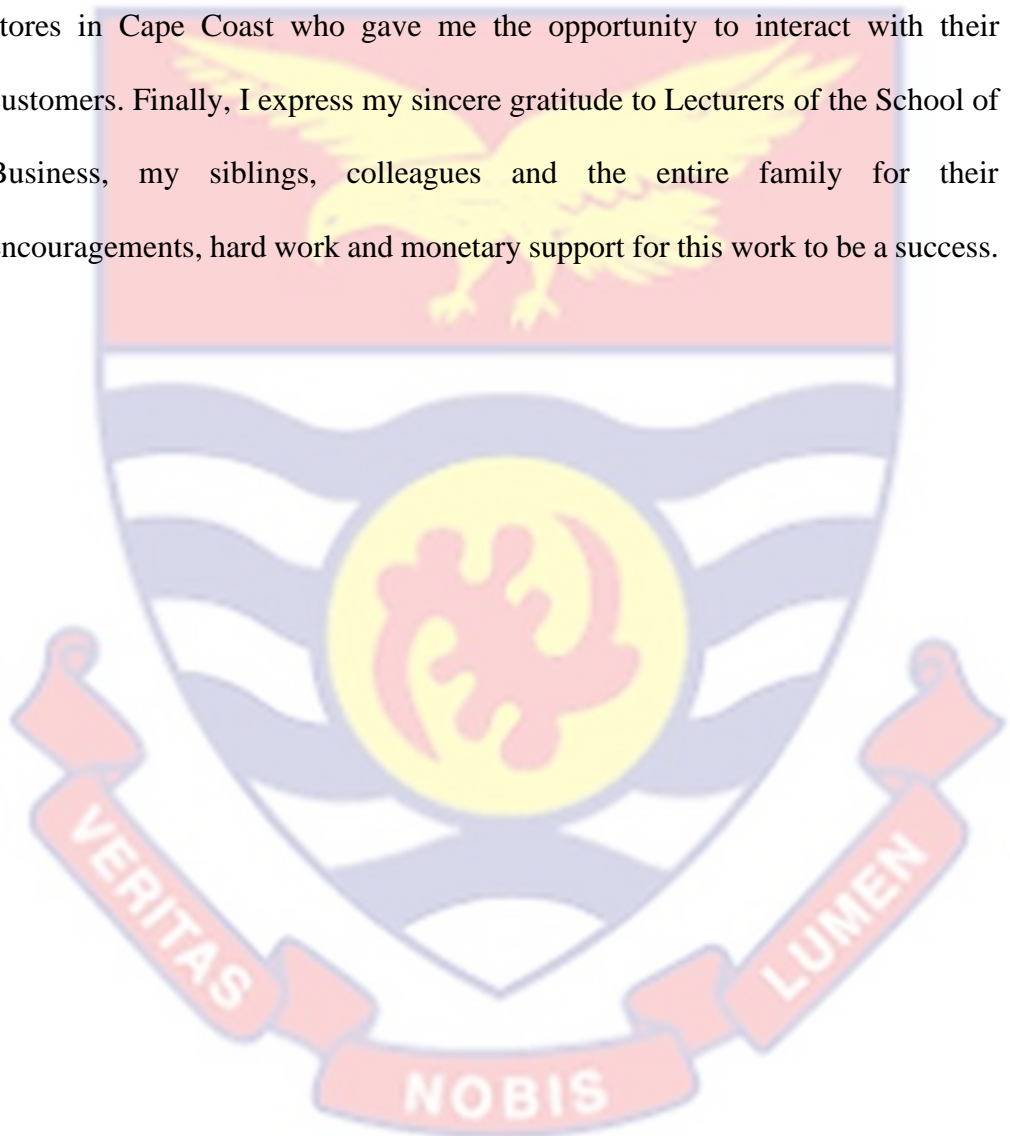 tores in Cape Coast who gave me the opportunity to interact with their
customers. Finally, I express my sincere gratitude to Lecturers of the School of
Business, my siblings, colleagues and the entire family for their
encouragements, hard work and monetary support for this work to be a success.
VERITAS
NOBIS
LUMEN